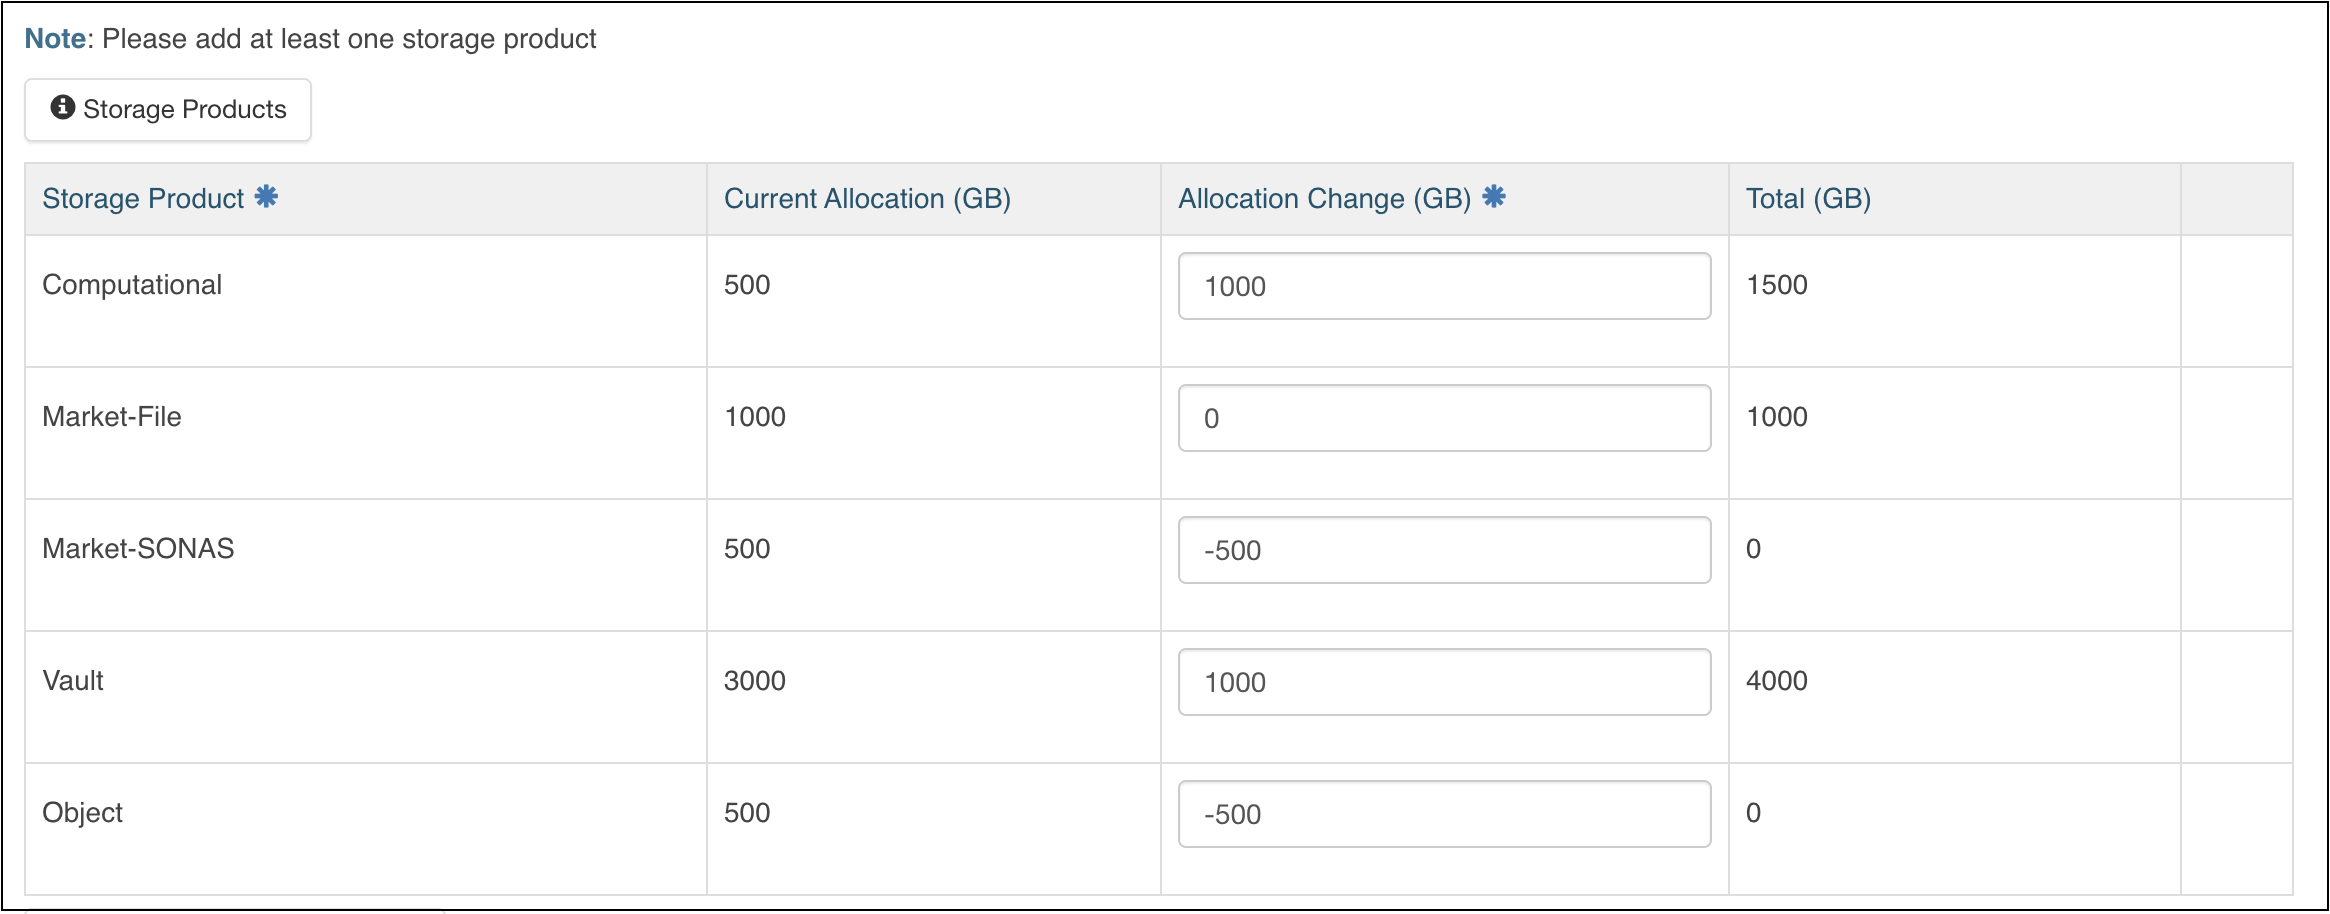 Note: Please add at least one storage product
Storage Products
Storage Product * Current Allocation (GB) Allocation Change (GB) * Total (GB)
Computational 500 1000 1500
Market-File 1000 0 1000
Market-SONAS 500 -500 0
Vault 3000 1000 4000
Object 500 -500 0